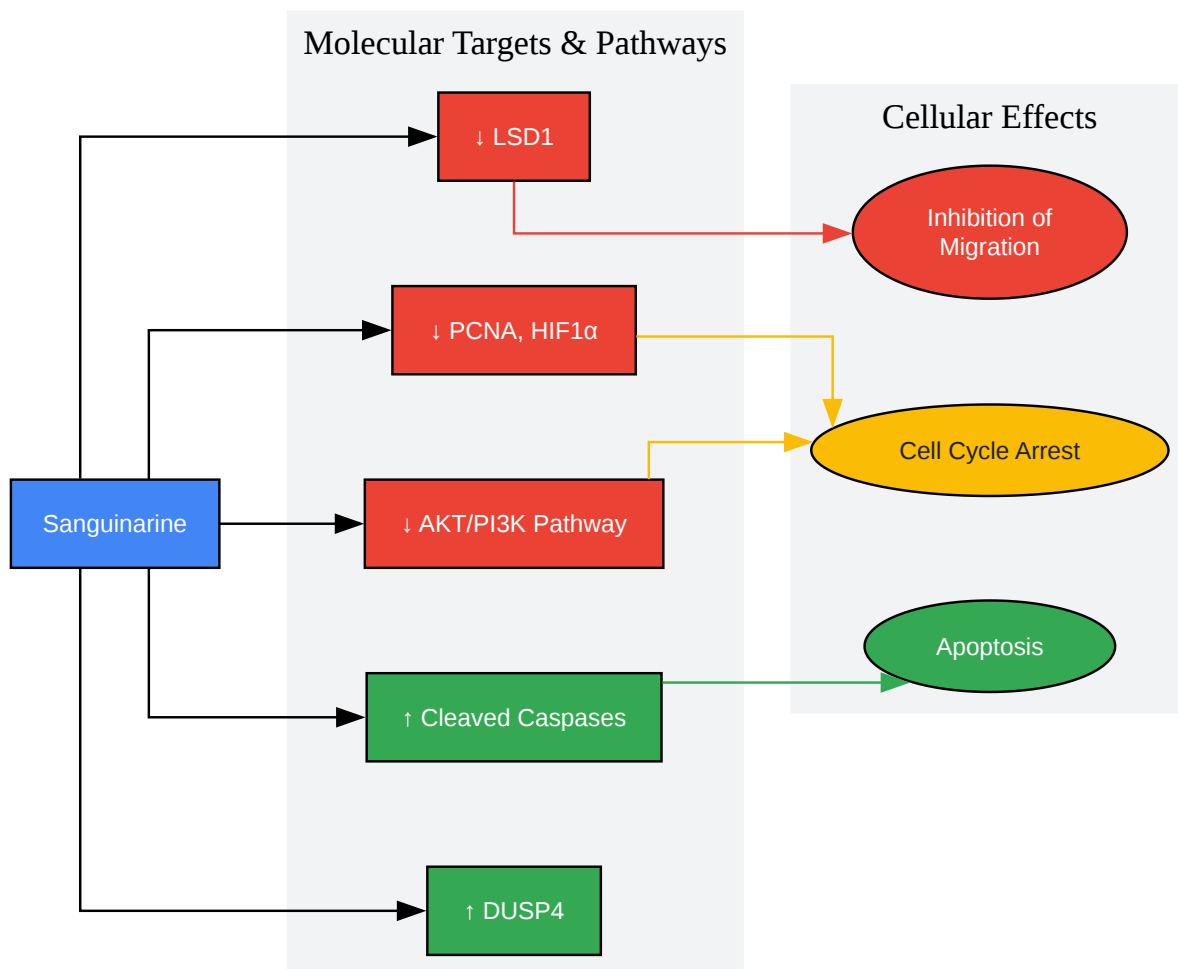 Molecular Targets & Pathways
↓ LSD1
↓ PCNA, HIF1α
↓ AKT/PI3K Pathway
↑ Cleaved Caspases
↑ DUSP4
Sanguinarine
Cellular Effects
Inhibition of
Migration
Cell Cycle Arrest
Apoptosis